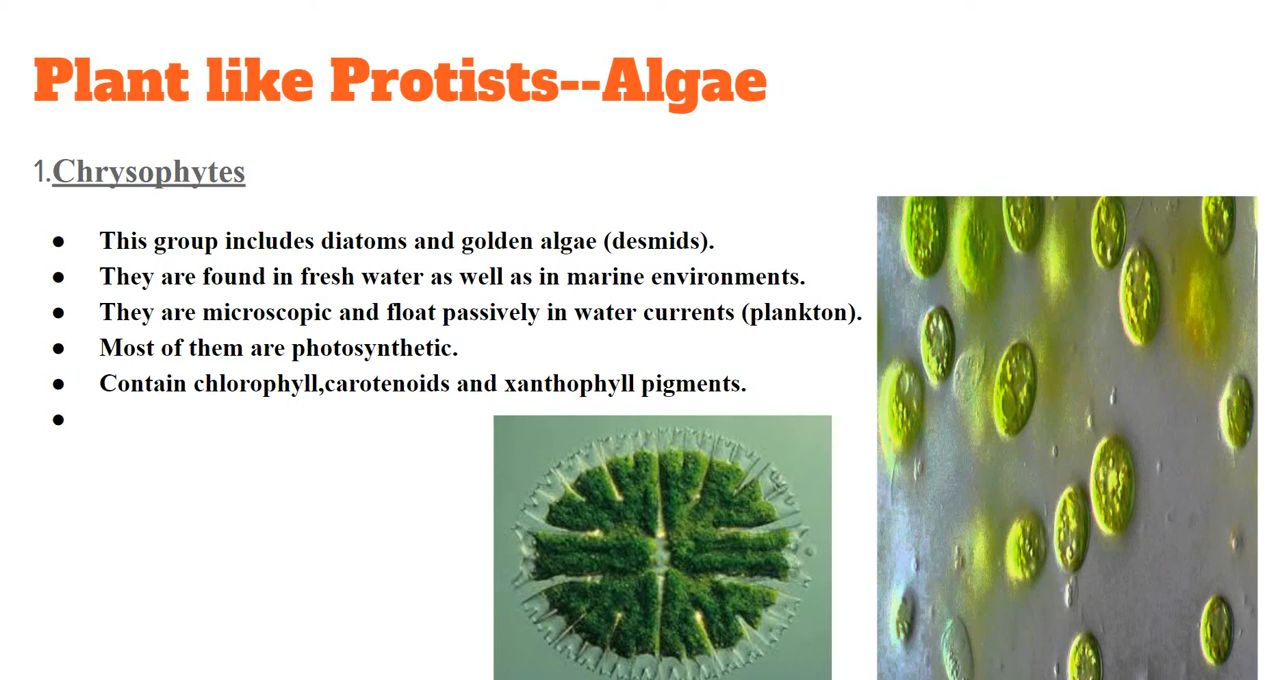 Plant like Protists--Algae
1.Chrysophytes
● This group includes diatoms and golden algae (desmids).
● They are found in fresh water as well as in marine environments.
● They are microscopic and float passively in water currents (plankton).
● Most of them are photosynthetic.
● Contain chlorophyll,carotenoids and xanthophyll pigments.
●